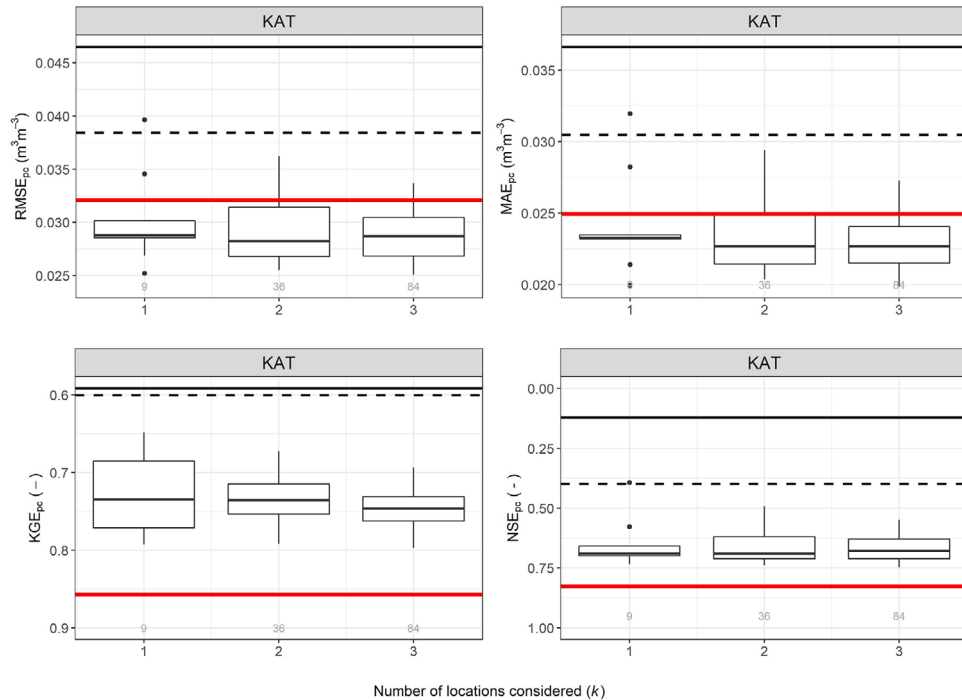 KAT
RMSEpc (m³m⁻³)
0.045
0.040
0.035
0.030
0.025
9 36 84
1 2 3
KAT
MAEpc (m³m⁻³)
0.035
0.030
0.025
0.020
36 84
1 2 3
KAT
KGEpc (−)
0.6
0.7
0.8
0.9
9 36 84
1 2 3
KAT
NSEpc (-)
0.00
0.25
0.50
0.75
1.00
9 36 84
1 2 3
Number of locations considered (k)